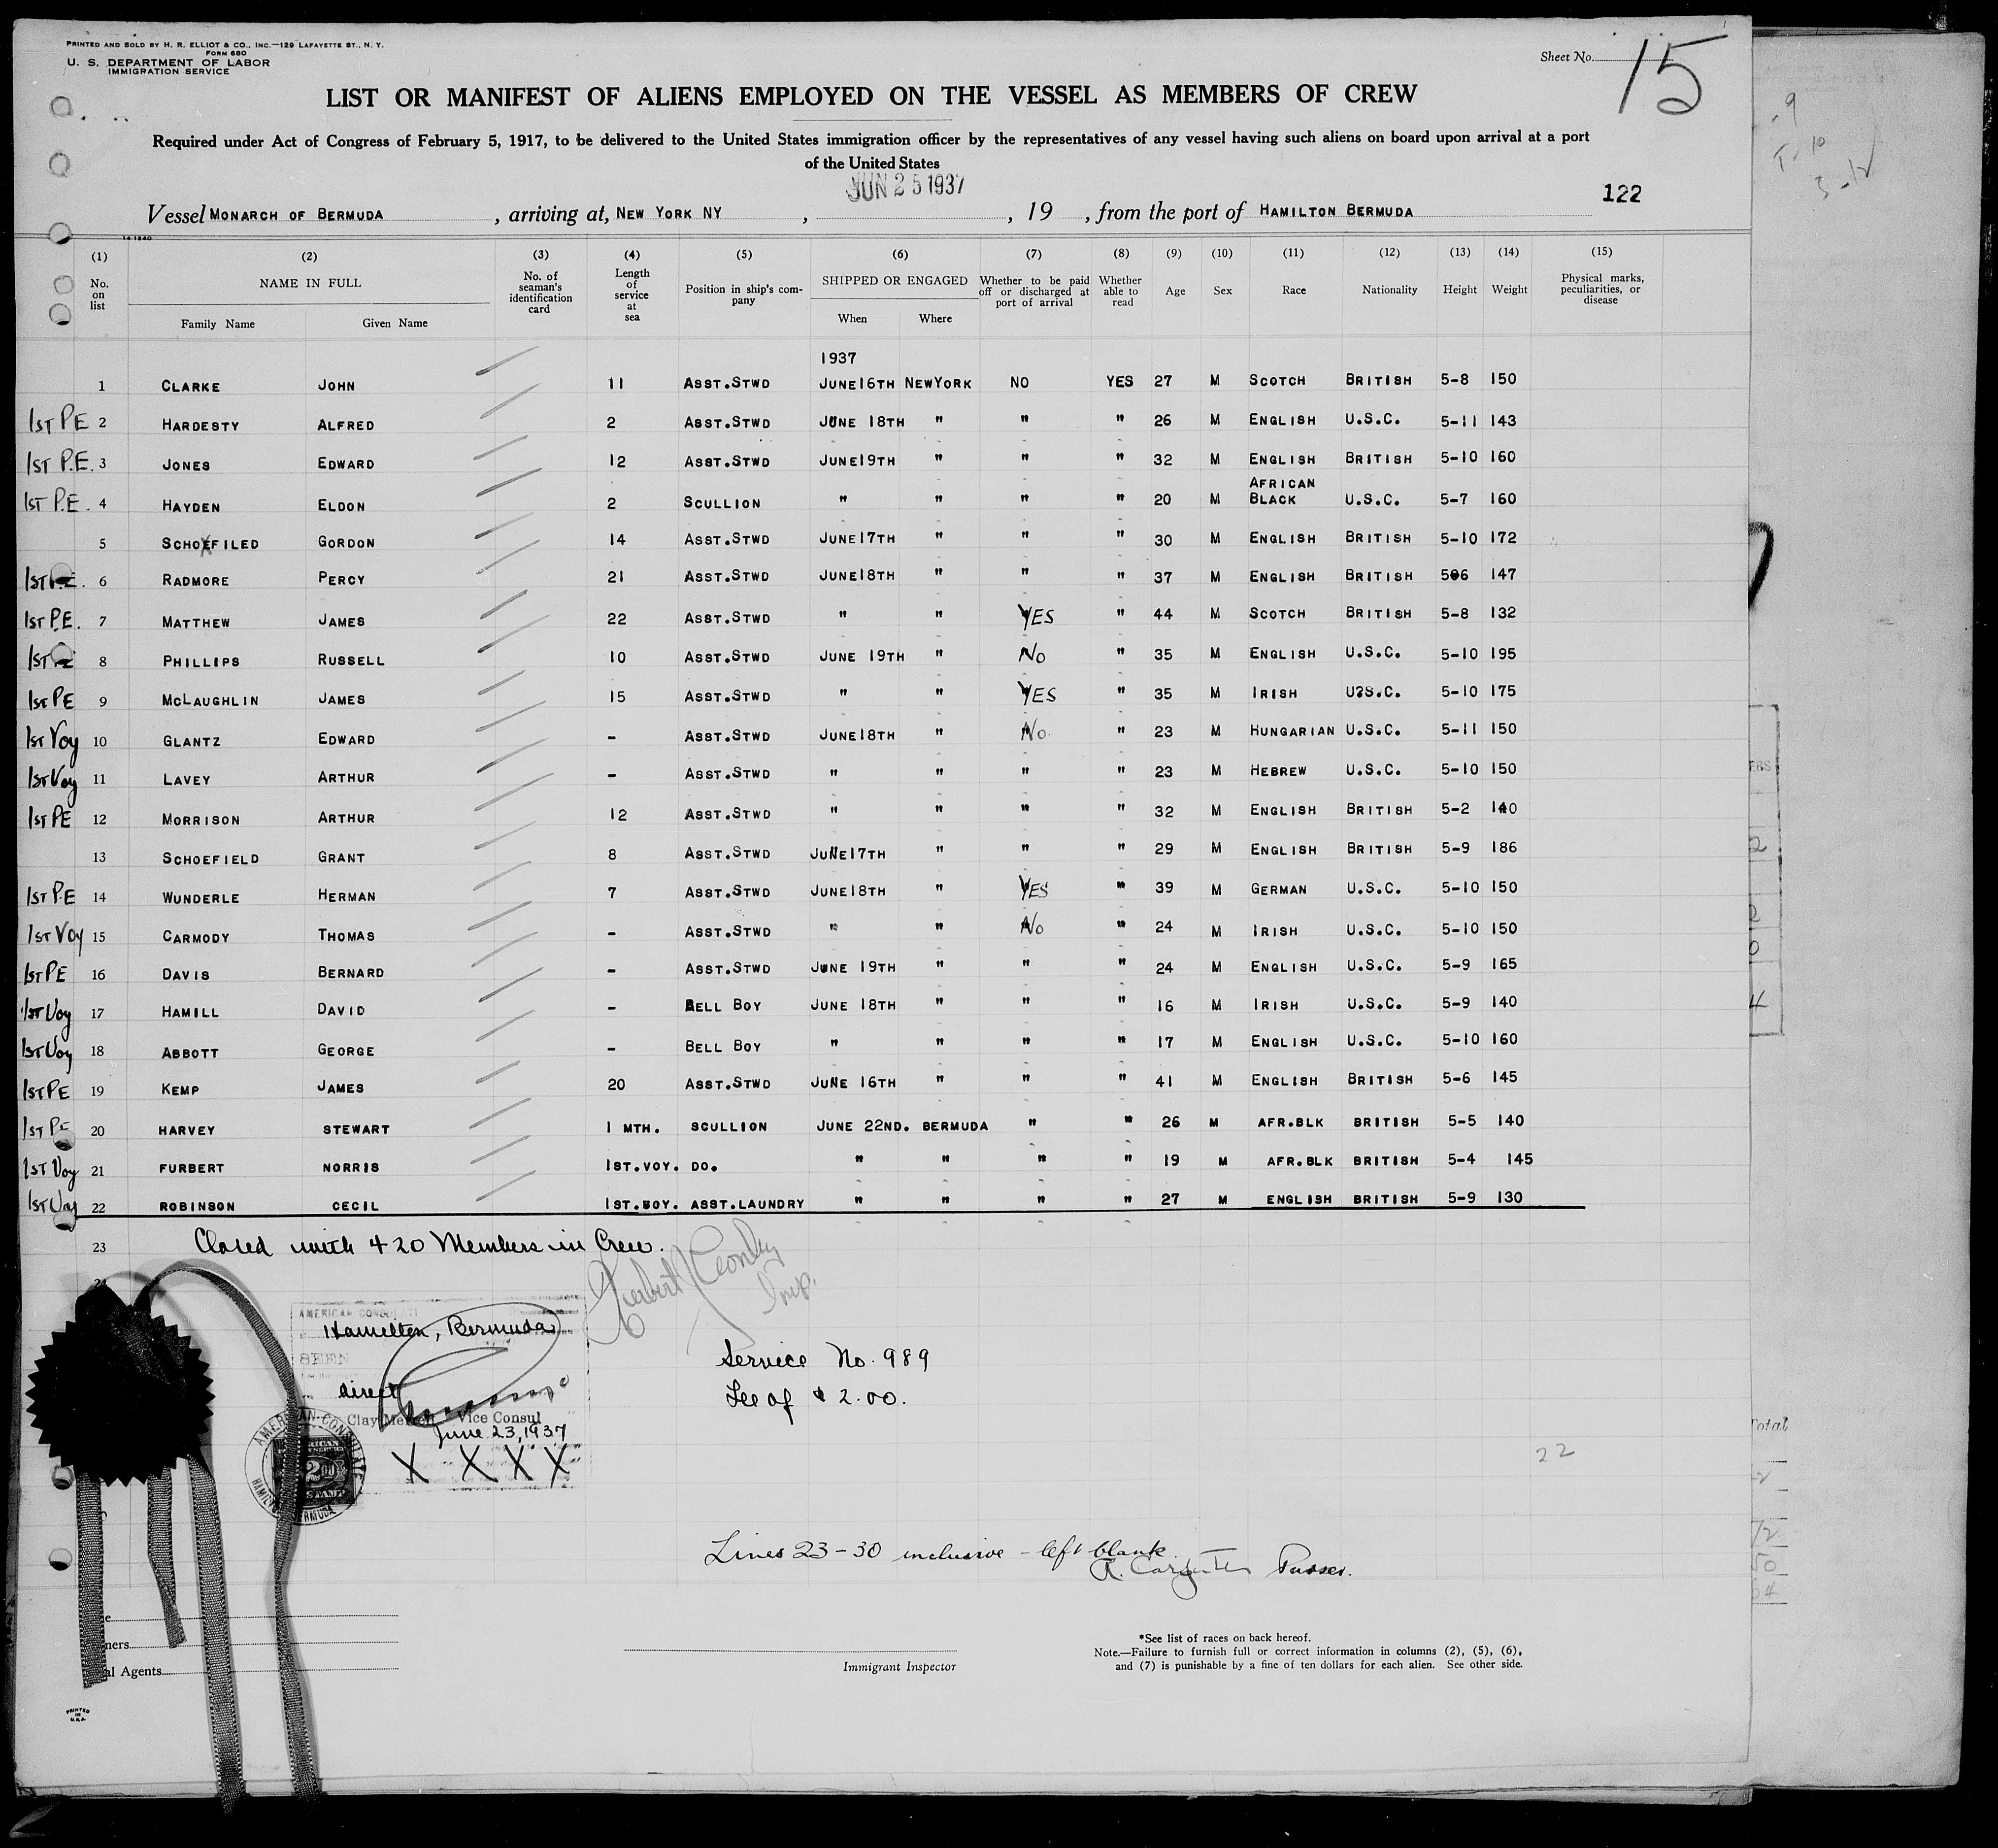 PRINTED AND SOLD BY H. R. ELLIOT & CO., INC.—129 LAFAYETTE ST., N. Y.
FORM 680
U. S. DEPARTMENT OF LABOR
IMMIGRATION SERVICE
Sheet No. 15
LIST OR MANIFEST OF ALIENS EMPLOYED ON THE VESSEL AS MEMBERS OF CREW
Required under Act of Congress of February 5, 1917, to be delivered to the United States immigration officer by the representatives of any vessel having such aliens on board upon arrival at a port
of the United States
JUN 25 1937
122
Vessel MONARCH OF BERMUDA, arriving at, NEW YORK NY, , 19 , from the port of HAMILTON BERMUDA
14-1240
(1) (2) (3) (4) (5) (6) (7) (8) (9) (10) (11) (12) (13) (14) (15)
No. on list NAME IN FULL Family Name Given Name No. of seaman's identification card Length of service at sea Position in ship's company SHIPPED OR ENGAGED When Where Whether to be paid off or discharged at port of arrival Whether able to read Age Sex Race Nationality Height Weight Physical marks, peculiarities, or disease
1937
1 CLARKE JOHN 11 ASST.STWD JUNE16TH NEWYORK NO YES 27 M SCOTCH BRITISH 5-8 150
1ST PE 2 HARDESTY ALFRED 2 ASST.STWD JUNE 18TH " " " 26 M ENGLISH U.S.C. 5-11 143
1ST P.E. 3 JONES EDWARD 12 ASST.STWD JUNE19TH " " " 32 M ENGLISH BRITISH 5-10 160
1ST P.E. 4 HAYDEN ELDON 2 SCULLION " " " " 20 M AFRICAN BLACK U.S.C. 5-7 160
5 SCHOEFILED GORDON 14 ASST.STWD JUNE17TH " " " 30 M ENGLISH BRITISH 5-10 172
1ST P.E. 6 RADMORE PERCY 21 ASST.STWD JUNE18TH " " " 37 M ENGLISH BRITISH 506 147
1ST P.E. 7 MATTHEW JAMES 22 ASST.STWD " " YES " 44 M SCOTCH BRITISH 5-8 132
1ST 8 PHILLIPS RUSSELL 10 ASST.STWD JUNE 19TH " No " 35 M ENGLISH U.S.C. 5-10 195
1ST PE 9 MCLAUGHLIN JAMES 15 ASST.STWD " " YES " 35 M IRISH U?S.C. 5-10 175
1ST Voy 10 GLANTZ EDWARD - ASST.STWD JUNE18TH " No. " 23 M HUNGARIAN U.S.C. 5-11 150
1ST Voy 11 LAVEY ARTHUR - ASST.STWD " " " " 23 M HEBREW U.S.C. 5-10 150
1ST PE 12 MORRISON ARTHUR 12 ASST.STWD " " " " 32 M ENGLISH BRITISH 5-2 140
13 SCHOEFIELD GRANT 8 ASST.STWD JUNE17TH " " " 29 M ENGLISH BRITISH 5-9 186
1ST P.E 14 WUNDERLE HERMAN 7 ASST.STWD JUNE18TH " YES " 39 M GERMAN U.S.C. 5-10 150
1ST Voy 15 CARMODY THOMAS - ASST.STWD " " No " 24 M IRISH U.S.C. 5-10 150
1ST PE 16 DAVIS BERNARD - ASST.STWD JUNE 19TH " " " 24 M ENGLISH U.S.C. 5-9 165
1ST Voy 17 HAMILL DAVID - BELL BOY JUNE 18TH " " " 16 M IRISH U.S.C. 5-9 140
1ST Voy 18 ABBOTT GEORGE - BELL BOY " " " " 17 M ENGLISH U.S.C. 5-10 160
1ST PE 19 KEMP JAMES 20 ASST.STWD JUNE 16TH " " " 41 M ENGLISH BRITISH 5-6 145
1ST PE 20 HARVEY STEWART 1 MTH. SCULLION JUNE 22ND. BERMUDA " " 26 M AFR.BLK BRITISH 5-5 140
1ST Voy 21 FURBERT NORRIS 1ST.VOY. DO. " " " " 19 M AFR.BLK BRITISH 5-4 145
1ST Voy 22 ROBINSON CECIL 1ST.BOY. ASST.LAUNDRY " " " " 27 M ENGLISH BRITISH 5-9 130
23 Closed with 420 Members in Crew.
24
Insp.
AMERICAN CONSULATE
Hamilton, Bermuda
SEEN
direct
Clay Merrell Vice Consul
June 23, 1937
X X X X
AMERICAN CONSULATE HAMILTON BERMUDA
Service No. 989
Fee of $ 2.00.
22
Lines 23-30 inclusive - left blank
R. Carpenter Purser.
Immigrant Inspector
*See list of races on back hereof.
Note.—Failure to furnish full or correct information in columns (2), (5), (6),
and (7) is punishable by a fine of ten dollars for each alien. See other side.
al Agents
PRINTED IN U.S.A.
Total